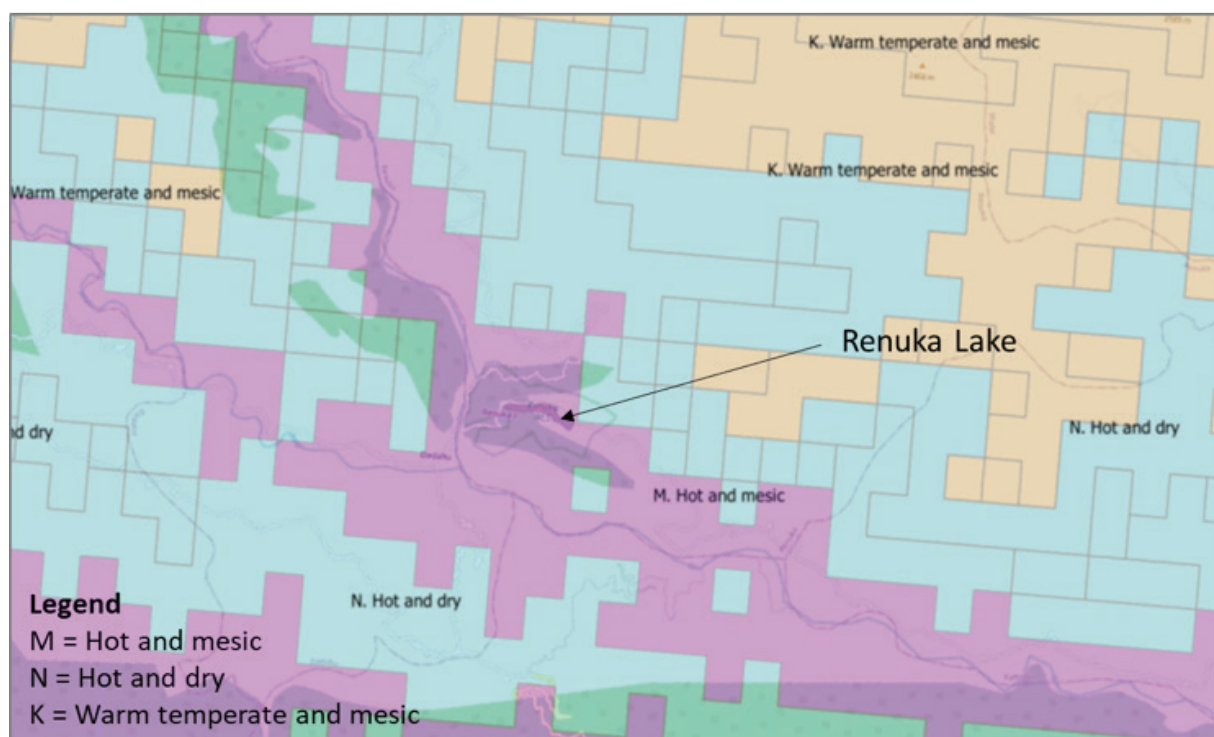 K. Warm temperate and mesic
K. Warm temperate and mesic
Warm temperate and mesic
Renuka Lake
d dry
N. Hot and dry
M. Hot and mesic
N. Hot and dry
Legend
M = Hot and mesic
N = Hot and dry
K = Warm temperate and mesic